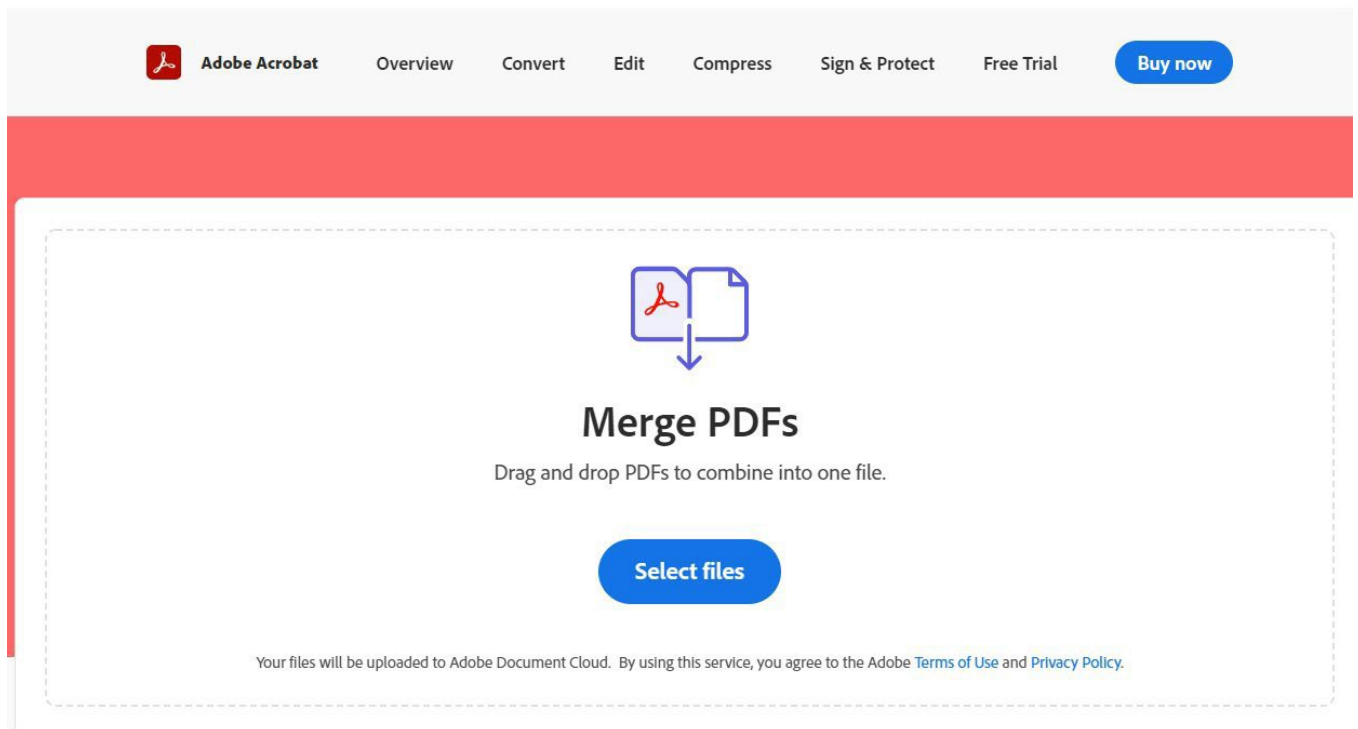 Adobe Acrobat Overview Convert Edit Compress Sign & Protect Free Trial Buy now
Merge PDFs
Drag and drop PDFs to combine into one file.
Select files
Your files will be uploaded to Adobe Document Cloud. By using this service, you agree to the Adobe Terms of Use and Privacy Policy.